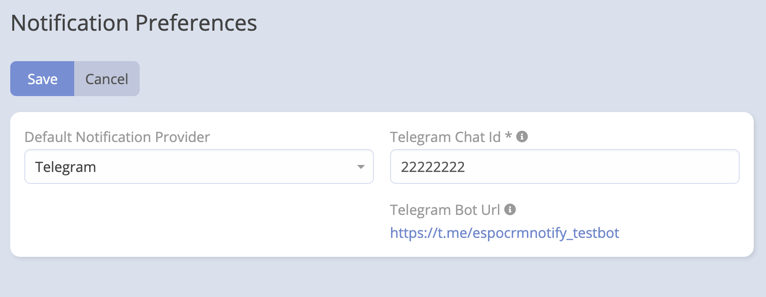 Notification Preferences
Save Cancel
Default Notification Provider
Telegram
Telegram Chat Id *
22222222
Telegram Bot Url
https://t.me/espocrmnotify_testbot